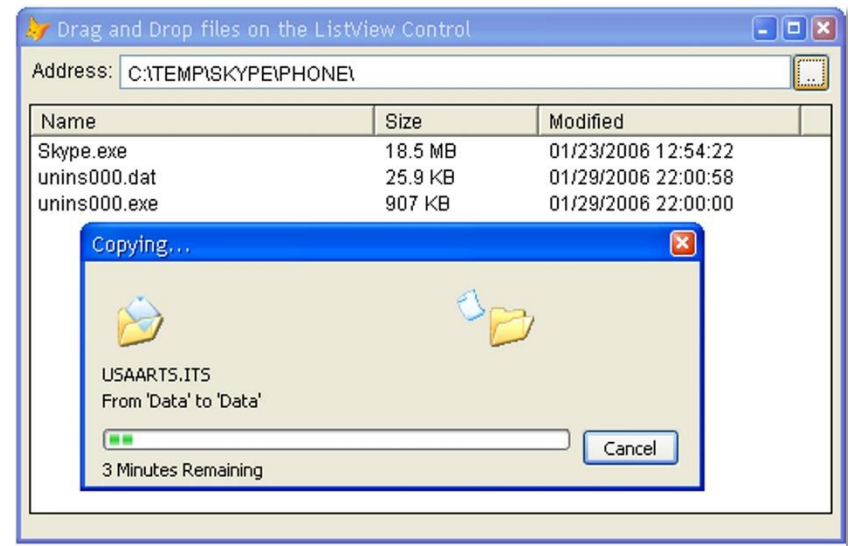 Drag and Drop files on the ListView Control
Address: C:\TEMP\SKYPE\PHONE\ ..
Name Size Modified
Skype.exe 18.5 MB 01/23/2006 12:54:22
unins000.dat 25.9 KB 01/29/2006 22:00:58
unins000.exe 907 KB 01/29/2006 22:00:00
Copying...
USAARTS.ITS
From 'Data' to 'Data'
Cancel
3 Minutes Remaining